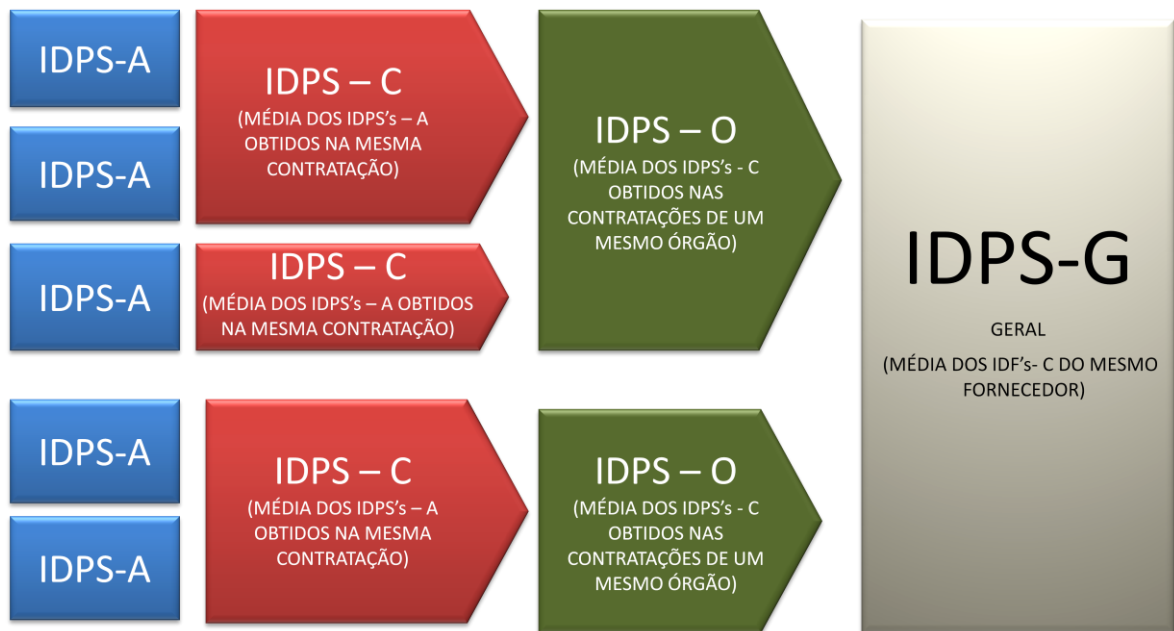 IDPS-A
IDPS-A
IDPS – C
(MÉDIA DOS IDPS’s – A
OBTIDOS NA MESMA
CONTRATAÇÃO)
IDPS-A
IDPS – C
(MÉDIA DOS IDPS’s – A OBTIDOS
NA MESMA CONTRATAÇÃO)
IDPS – O
(MÉDIA DOS IDPS’s - C
OBTIDOS NAS
CONTRATAÇÕES DE UM
MESMO ÓRGÃO)
IDPS-A
IDPS-A
IDPS – C
(MÉDIA DOS IDPS’s – A
OBTIDOS NA MESMA
CONTRATAÇÃO)
IDPS – O
(MÉDIA DOS IDPS’s - C
OBTIDOS NAS
CONTRATAÇÕES DE UM
MESMO ÓRGÃO)
IDPS-G
GERAL
(MÉDIA DOS IDF’s- C DO MESMO
FORNECEDOR)